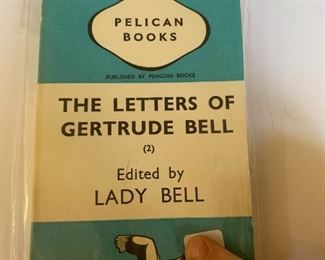 PELICAN
BOOKS
PUBLISHED BY PENGUIN BOOKS
THE LETTERS OF
GERTRUDE BELL
(2)
Edited by
LADY BELL